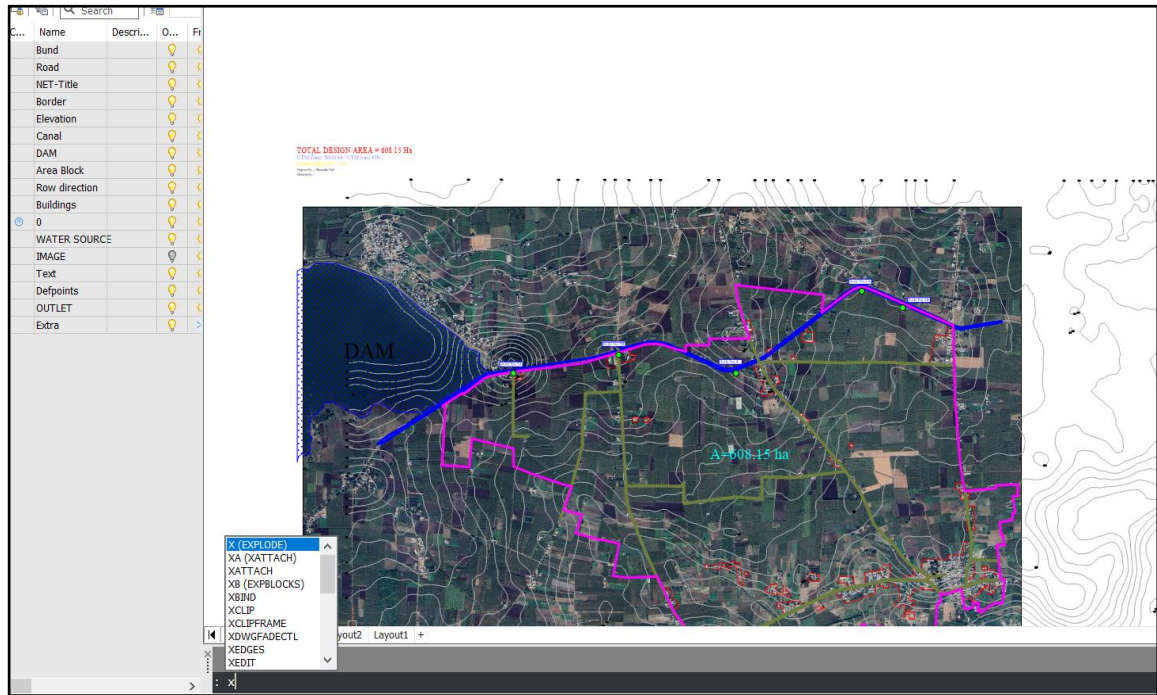 Search
C... Name Descri... O... Fr
Bund
Road
NET-Title
Border
Elevation
Canal
DAM
Area Block
Row direction
Buildings
0
WATER SOURCE
IMAGE
Text
Defpoints
OUTLET
Extra
TOTAL DESIGN AREA = 608.15 Ha
DAM
A=608.15 ha
X (EXPLODE)
XA (XATTACH)
XATTACH
XB (EXPBLOCKS)
XBIND
XCLIP
XCLIPFRAME
XDWGFADECTL
XEDGES
XEDIT
yout2 Layout1 +
: x